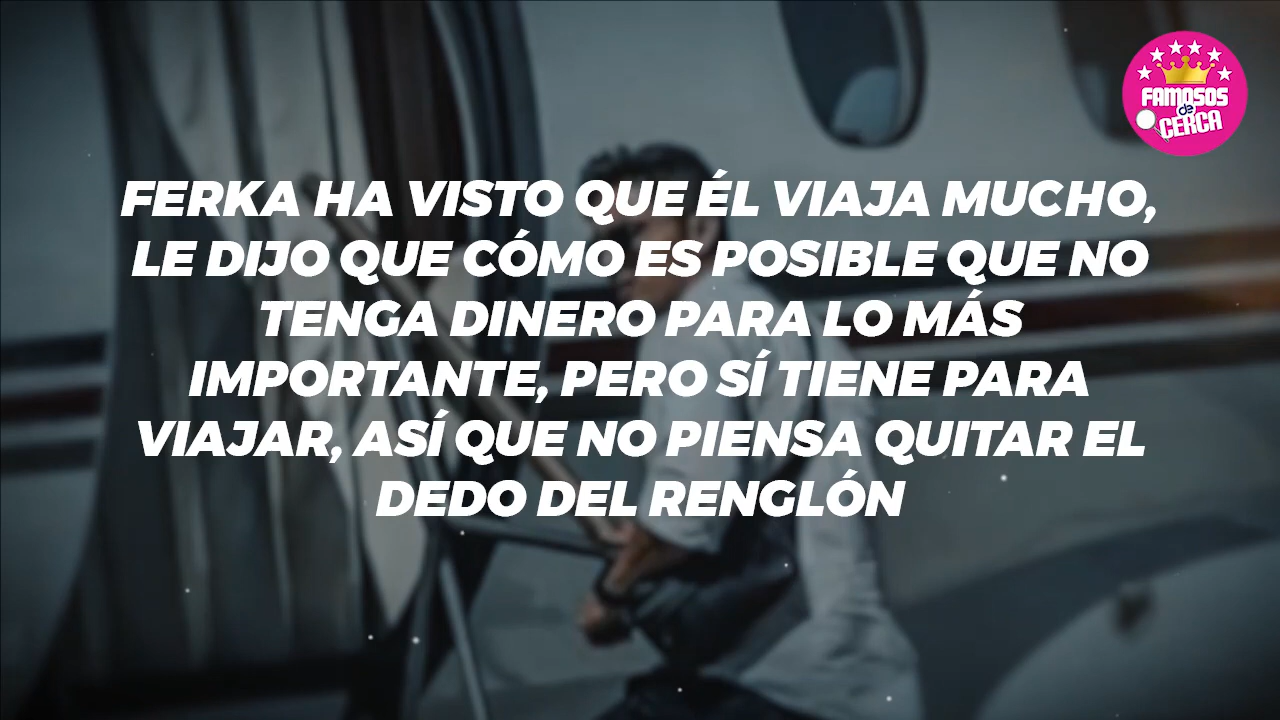 FAMOSOS
de
CERCA
FERKA HA VISTO QUE ÉL VIAJA MUCHO,
LE DIJO QUE CÓMO ES POSIBLE QUE NO
TENGA DINERO PARA LO MÁS
IMPORTANTE, PERO SÍ TIENE PARA
VIAJAR, ASÍ QUE NO PIENSA QUITAR EL
DEDO DEL RENGLÓN